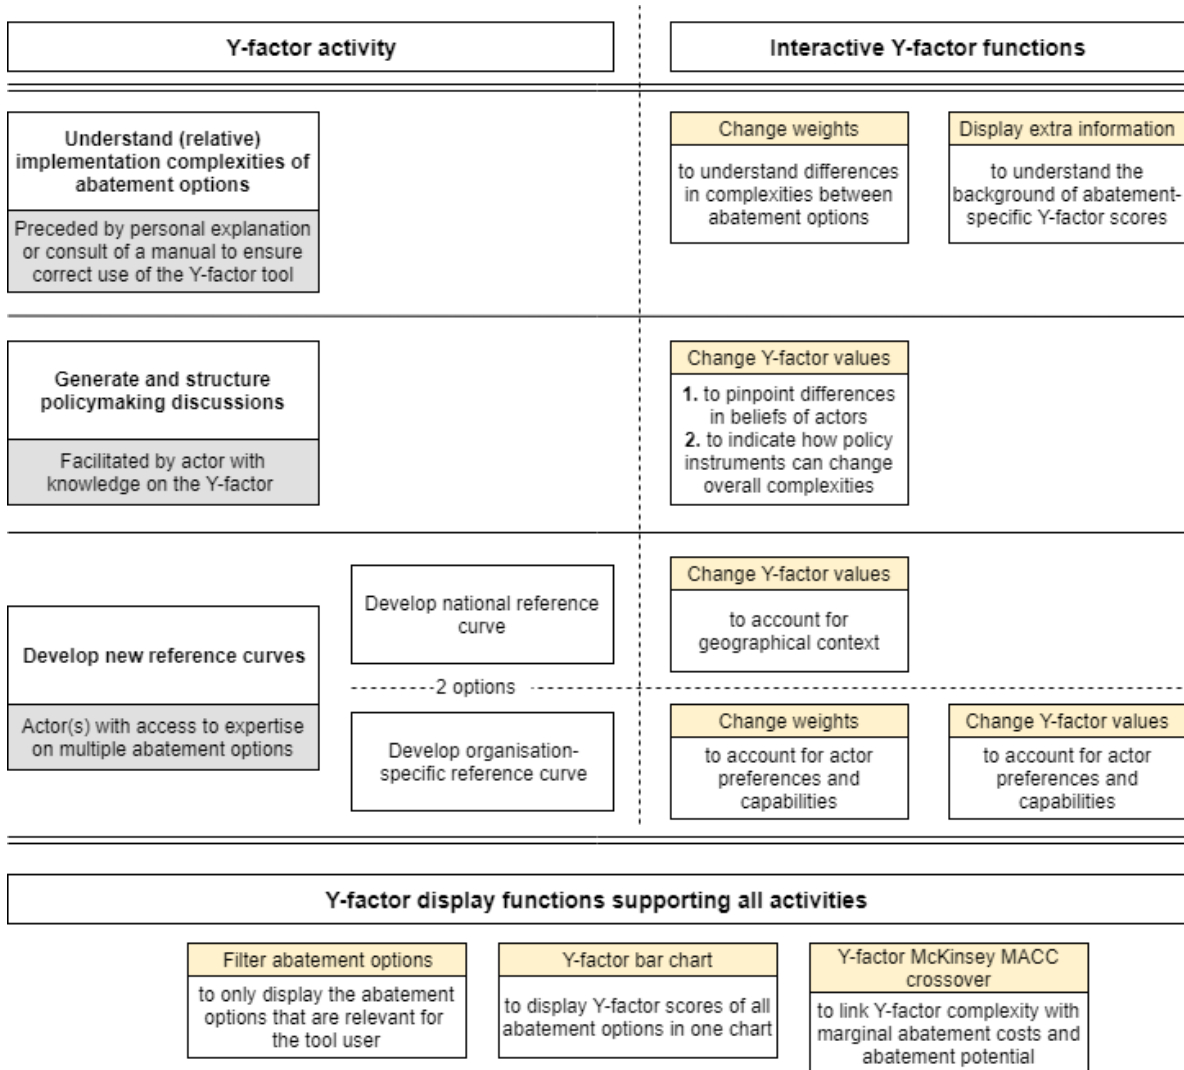 Y-factor activity
Interactive Y-factor functions
Understand (relative)
implementation complexities of
abatement options
Preceded by personal explanation
or consult of a manual to ensure
correct use of the Y-factor tool
Change weights
to understand differences
in complexities between
abatement options
Display extra information
to understand the
background of abatement-
specific Y-factor scores
Generate and structure
policymaking discussions
Facilitated by actor with
knowledge on the Y-factor
Change Y-factor values
1. to pinpoint differences
in beliefs of actors
2. to indicate how policy
instruments can change
overall complexities
Develop new reference curves
Actor(s) with access to expertise
on multiple abatement options
Develop national reference
curve
2 options
Develop organisation-
specific reference curve
Change Y-factor values
to account for
geographical context
Change weights
to account for actor
preferences and
capabilities
Change Y-factor values
to account for actor
preferences and
capabilities
Y-factor display functions supporting all activities
Filter abatement options
to only display the abatement
options that are relevant for
the tool user
Y-factor bar chart
to display Y-factor scores of all
abatement options in one chart
Y-factor McKinsey MACC
crossover
to link Y-factor complexity with
marginal abatement costs and
abatement potential